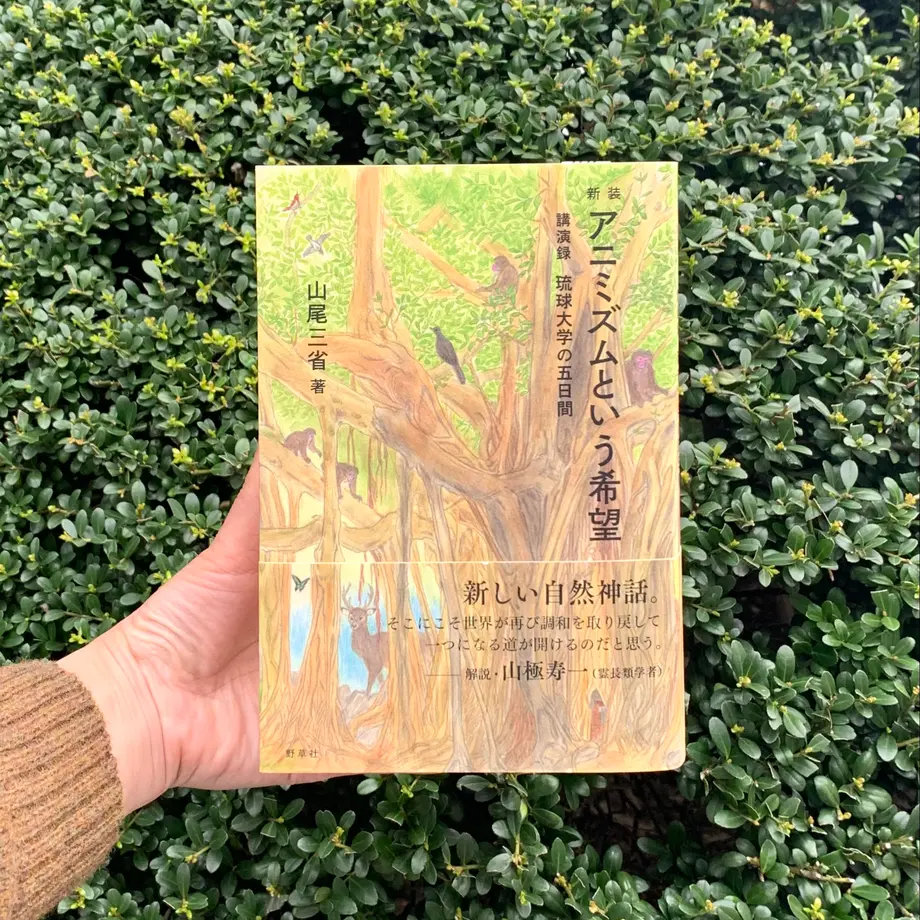 新装
アニミズムという希望
講演録 琉球大学の五日間
山尾三省 著
新しい自然神話。
そこにこそ世界が再び調和を取り戻して
一つになる道が開けるのだと思う。
——解説・山極寿一(霊長類学者)
野草社